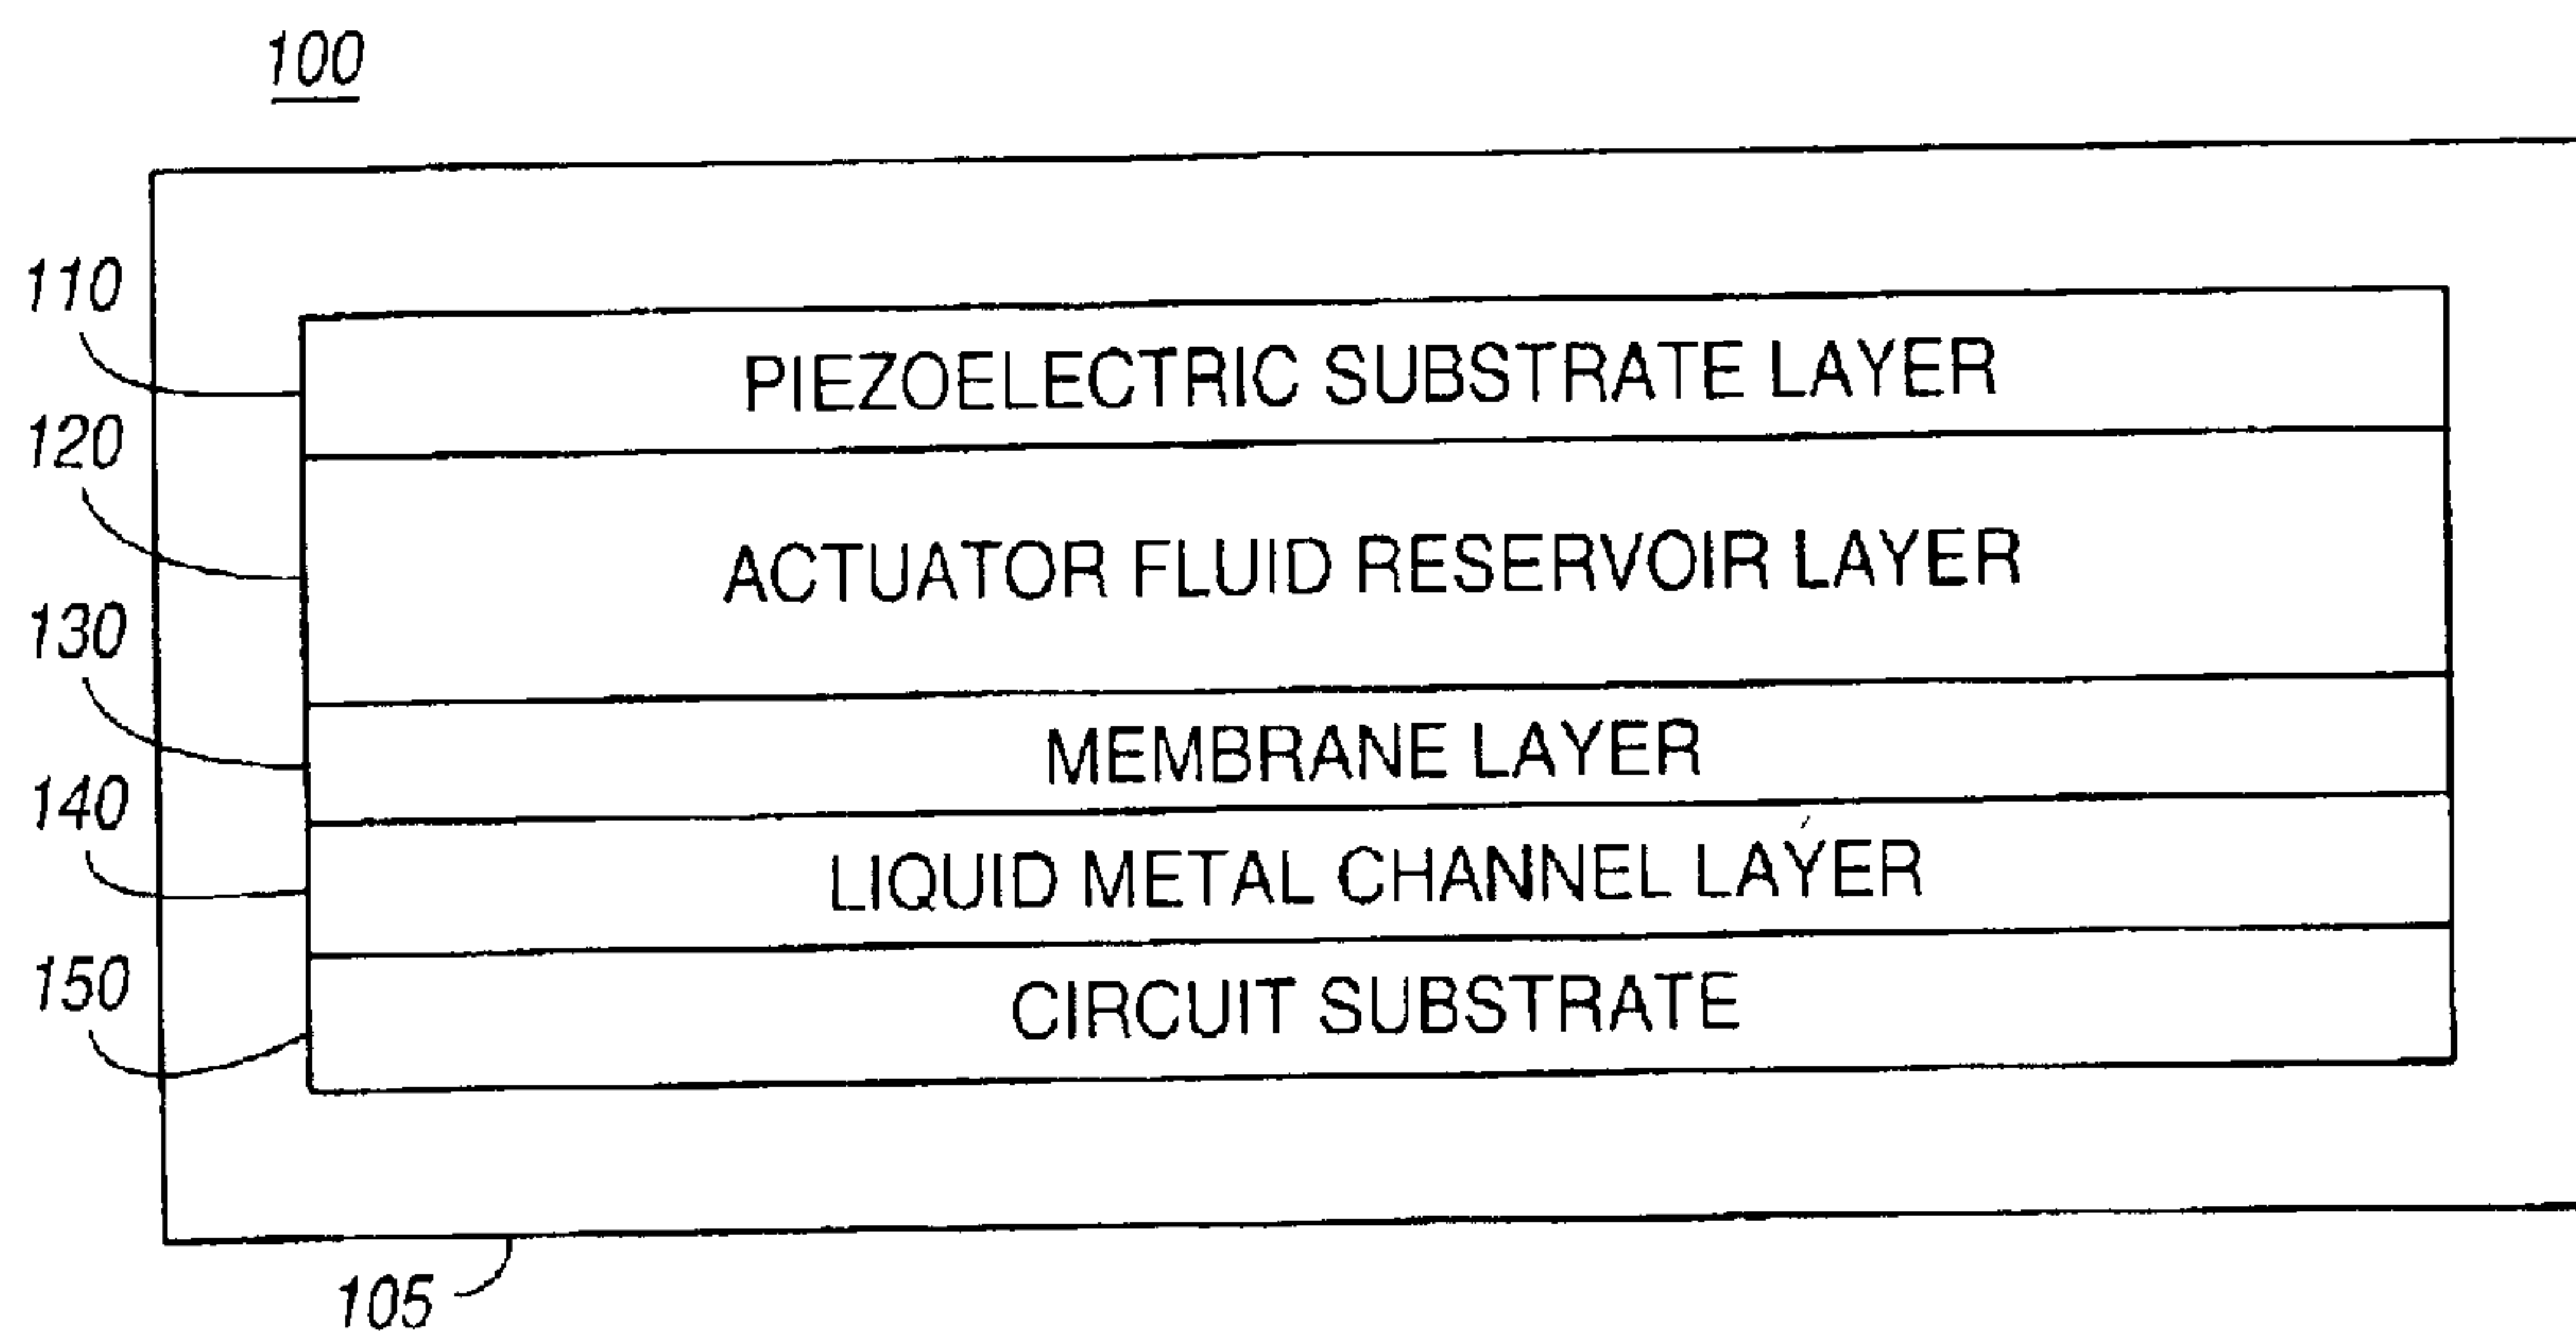 100
110
PIEZOELECTRIC SUBSTRATE LAYER
120
ACTUATOR FLUID RESERVOIR LAYER
130
MEMBRANE LAYER
140
LIQUID METAL CHANNEL LAYER
150
CIRCUIT SUBSTRATE
105